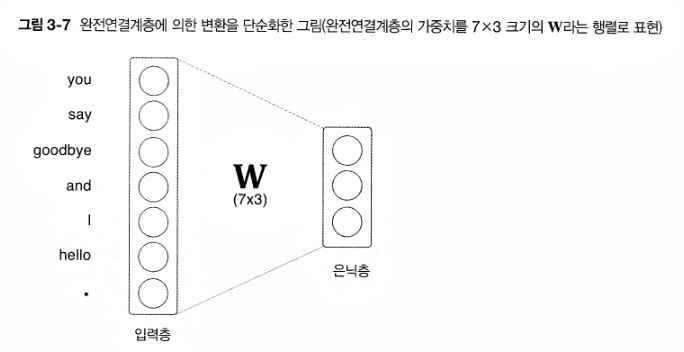 그림 3-7 완전연결계층에 의한 변환을 단순화한 그림(완전연결계층의 가중치를 7×3 크기의 W라는 행렬로 표현)
you
say
goodbye
and
W
(7x3)
I
hello
은닉층
.
입력층